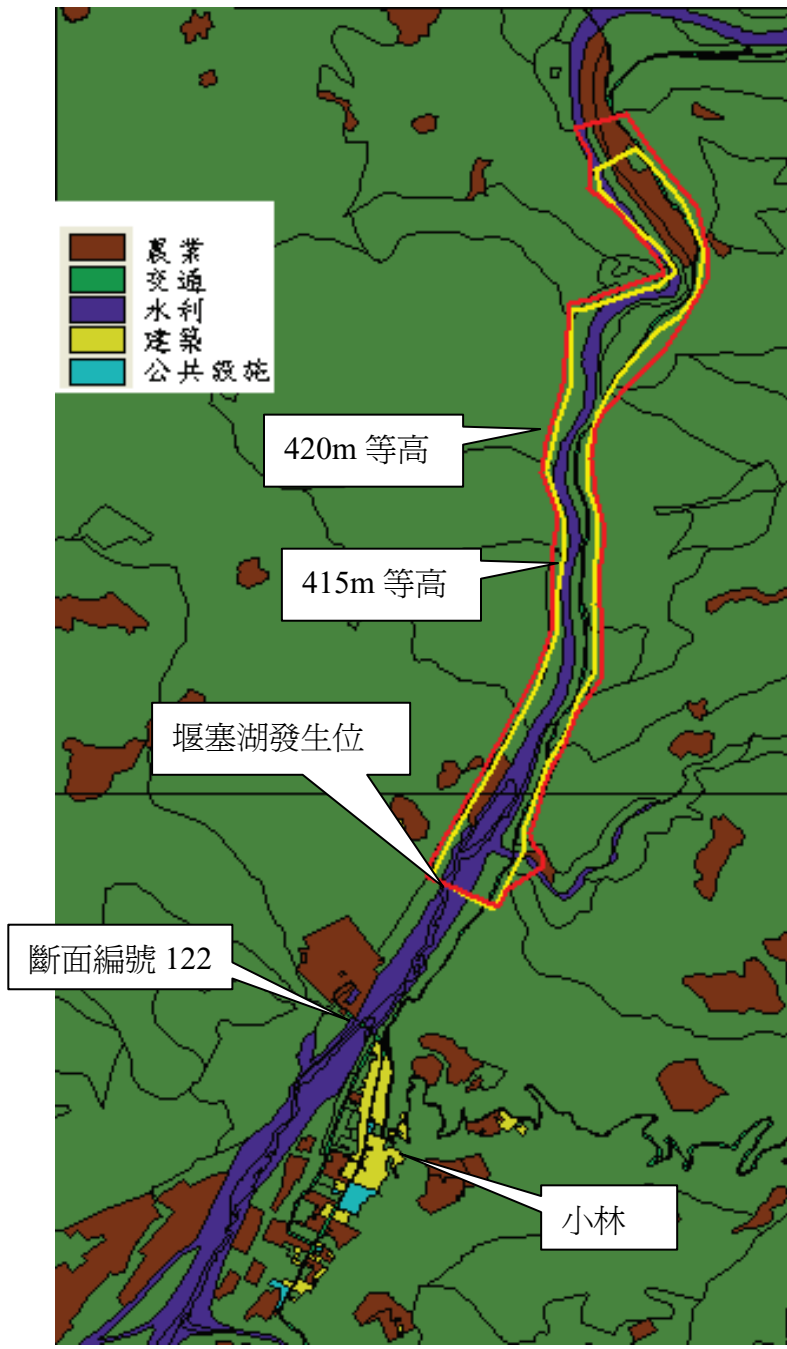 農業
交通
水利
建築
公共設施
420m 等高
415m 等高
堰塞湖發生位
斷面編號 122
小林